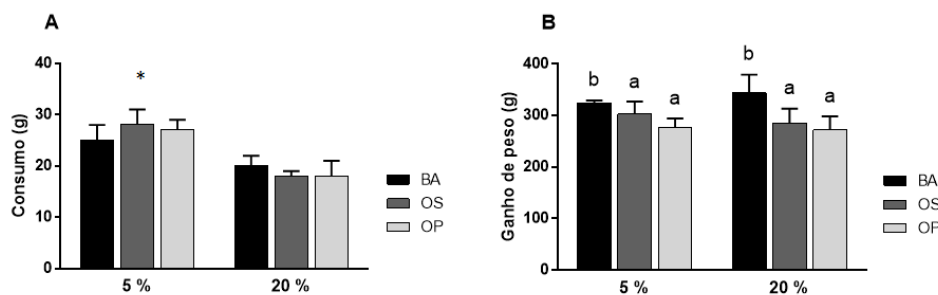 A
Consumo (g)
40
30
20
10
0
*
5 %
20 %
BA
OS
OP
B
Ganho de peso (g)
400
300
200
100
0
b
a
a
b
a
a
5 %
20 %
BA
OS
OP